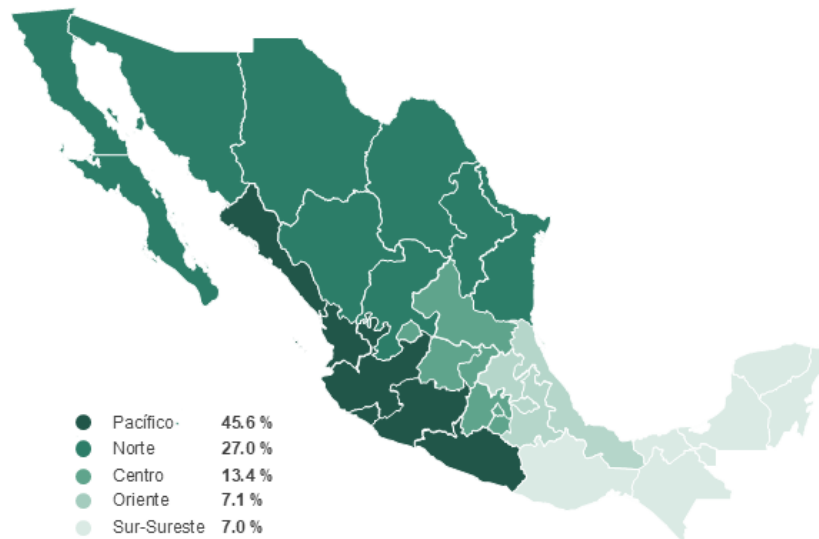 Pacífico· 45.6 %
Norte 27.0 %
Centro 13.4 %
Oriente 7.1 %
Sur-Sureste 7.0 %